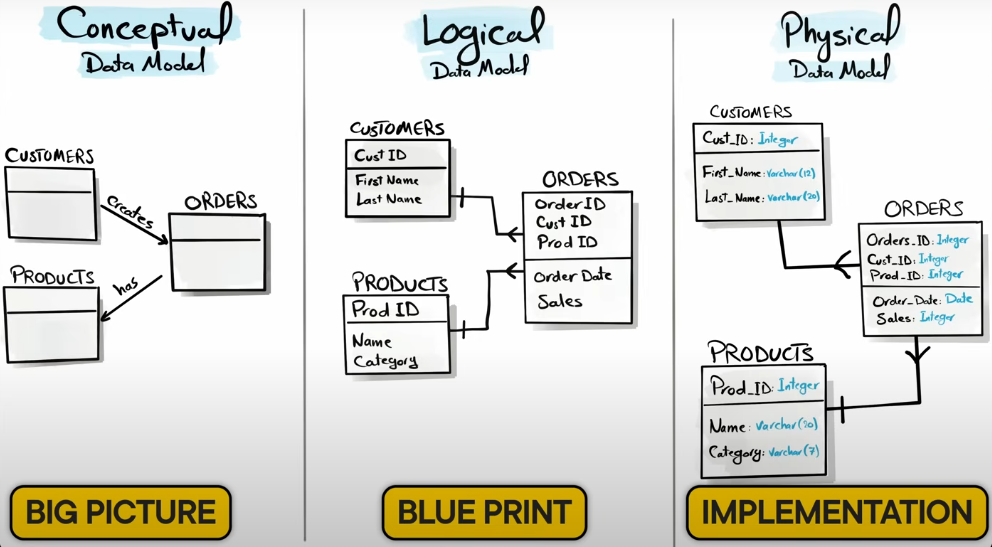 Conceptual
Data Model
CUSTOMERS
creates
ORDERS
PRODUCTS
has
BIG PICTURE
Logical
Data Model
CUSTOMERS
Cust ID
First Name
Last Name
ORDERS
Order ID
Cust ID
Prod ID
Order Date
Sales
PRODUCTS
Prod ID
Name
Category
BLUE PRINT
Physical
Data Model
CUSTOMERS
Cust_ID: Integer
First_Name: Varchar(12)
Last_Name: Varchar(20)
ORDERS
Orders_ID: Integer
Cust_ID: Integer
Prod_ID: Integer
Order_Date: Date
Sales: Integer
PRODUCTS
Prod_ID: Integer
Name: Varchar(30)
Category: Varchar(7)
IMPLEMENTATION